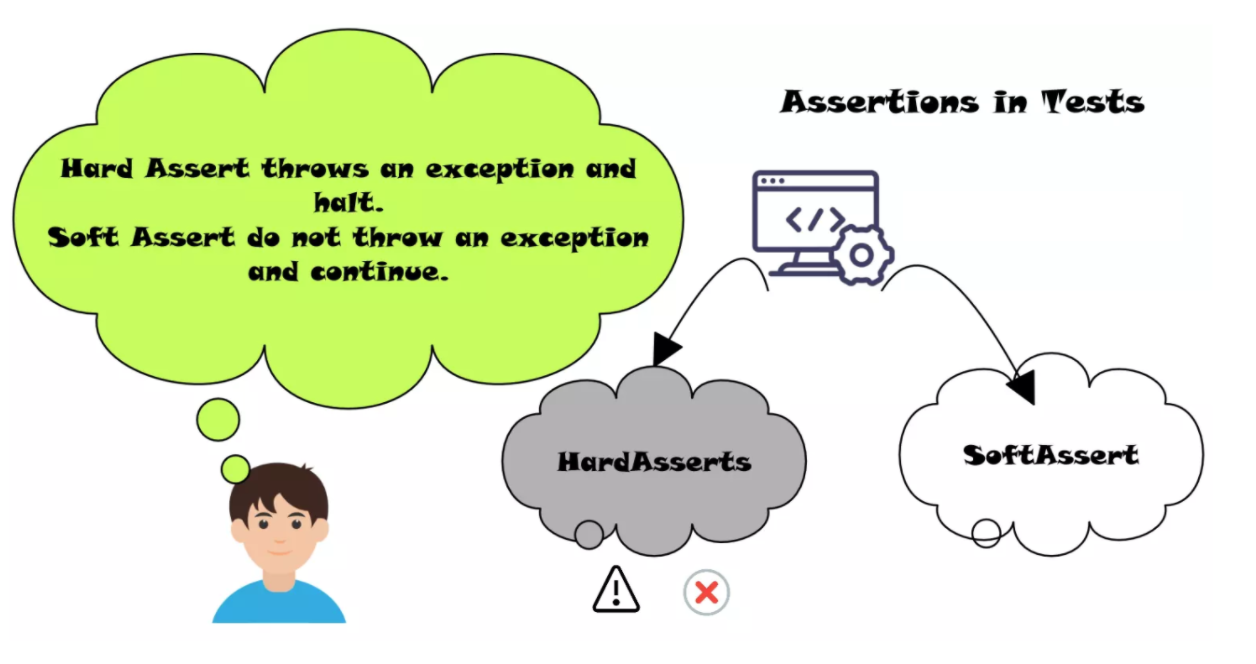 Assertions in Tests
Hard Assert throws an exception and
halt.
Soft Assert do not throw an exception
and continue.
</>
HardAsserts
SoftAssert